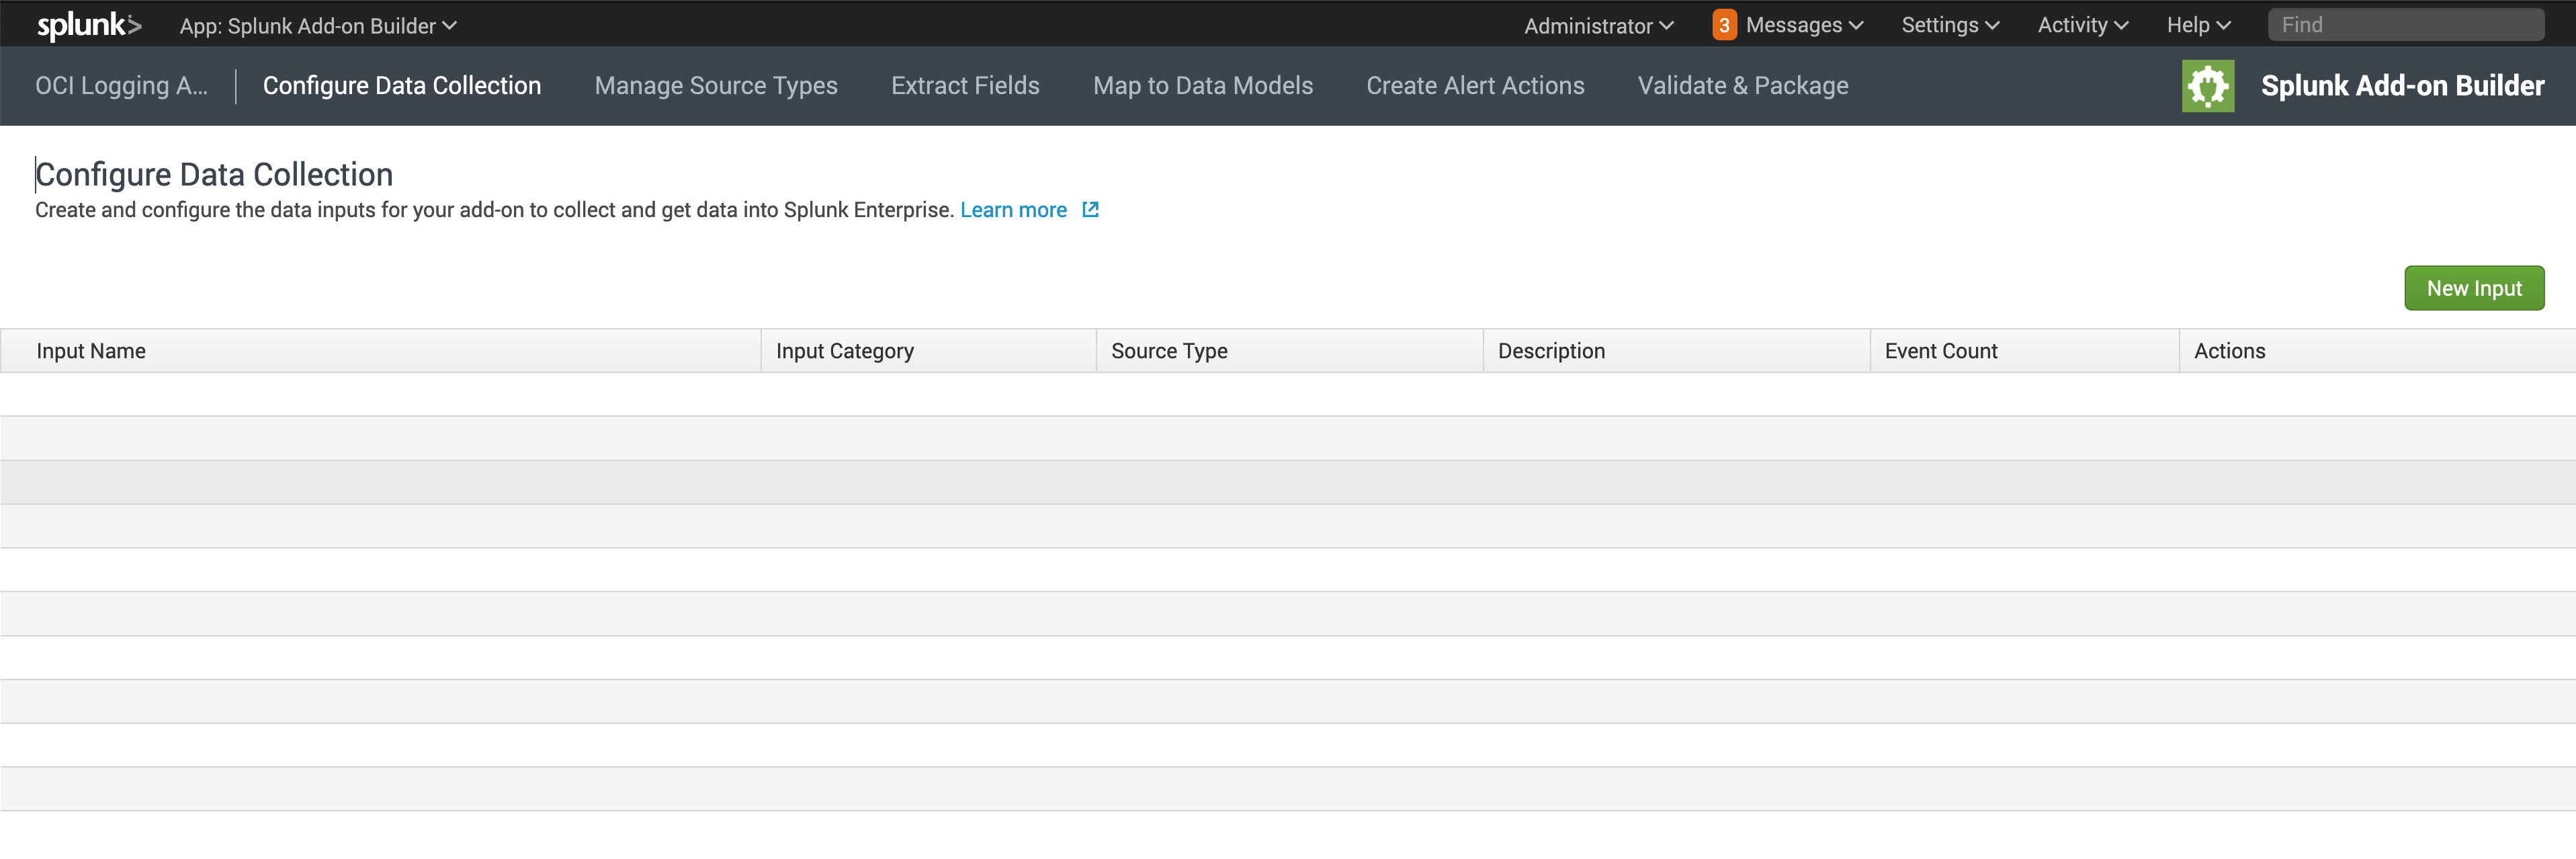 splunk> App: Splunk Add-on Builder Administrator 3 Messages Settings Activity Help Find
OCI Logging A... Configure Data Collection Manage Source Types Extract Fields Map to Data Models Create Alert Actions Validate & Package Splunk Add-on Builder
Configure Data Collection
Create and configure the data inputs for your add-on to collect and get data into Splunk Enterprise. Learn more
New Input
Input Name Input Category Source Type Description Event Count Actions